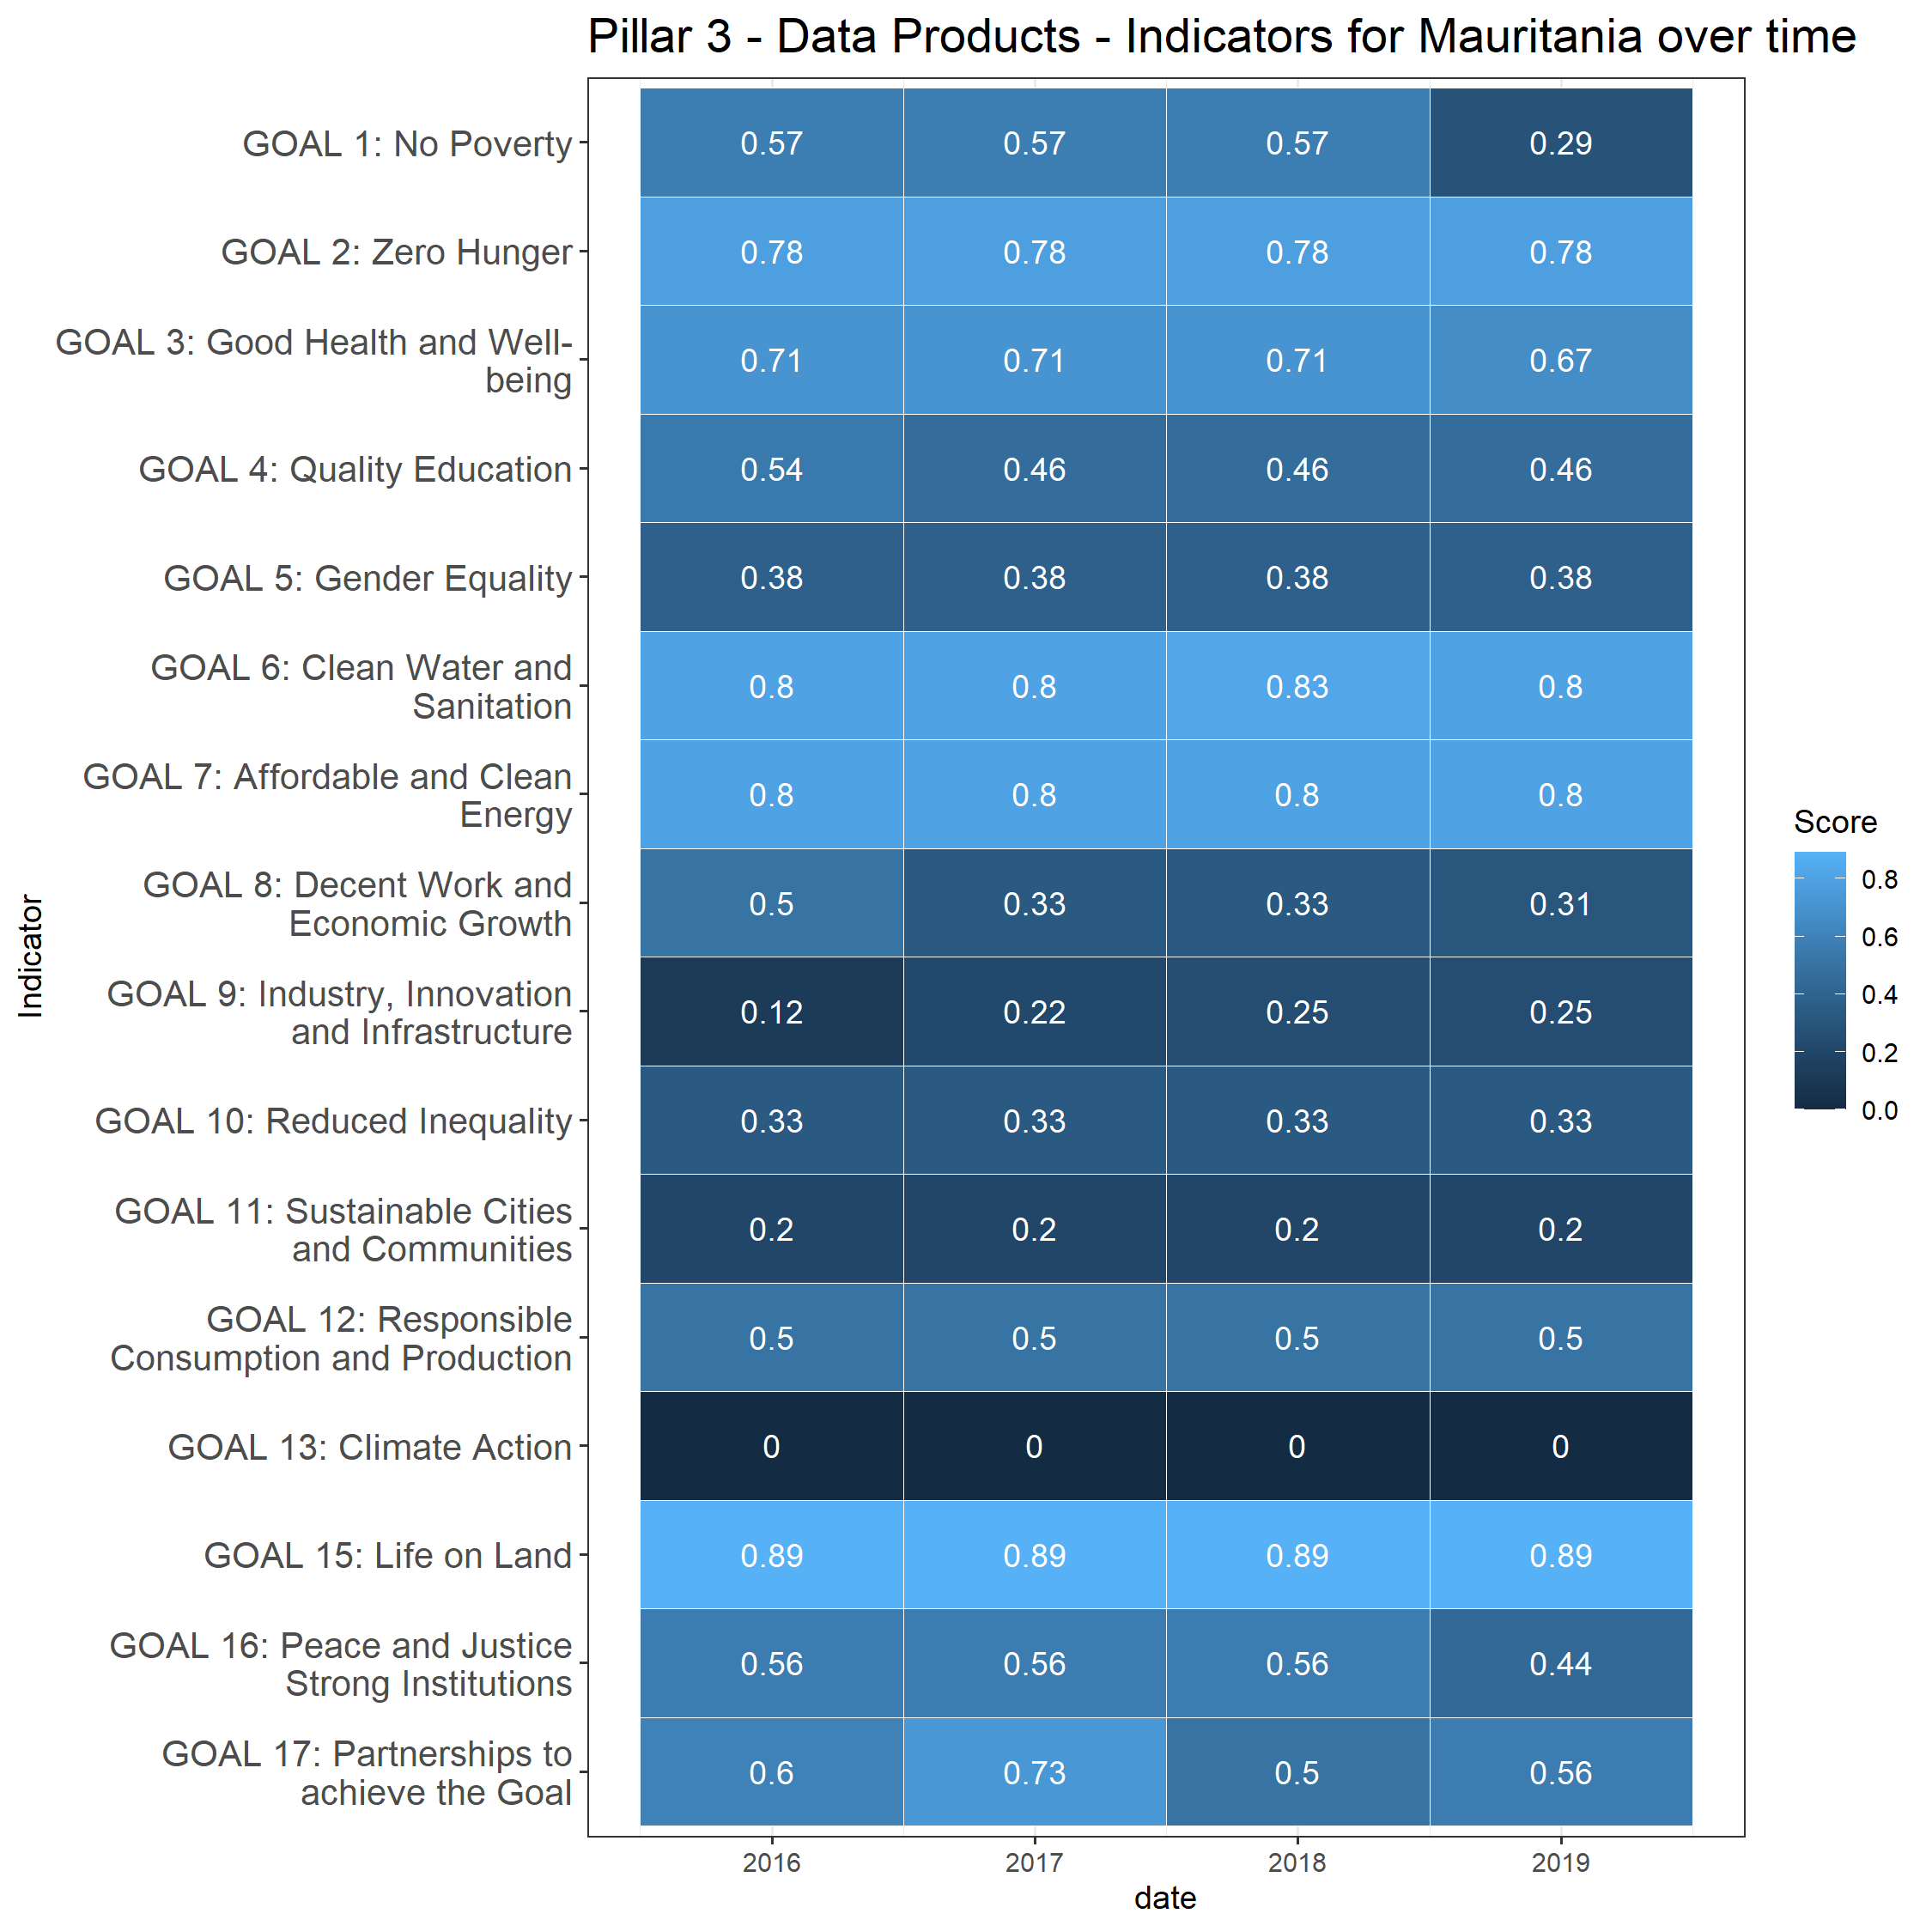 Pillar 3 - Data Products - Indicators for Mauritania over time
Indicator
GOAL 1: No Poverty
0.57 0.57 0.57 0.29
GOAL 2: Zero Hunger
0.78 0.78 0.78 0.78
GOAL 3: Good Health and Well-
being
0.71 0.71 0.71 0.67
GOAL 4: Quality Education
0.54 0.46 0.46 0.46
GOAL 5: Gender Equality
0.38 0.38 0.38 0.38
GOAL 6: Clean Water and
Sanitation
0.8 0.8 0.83 0.8
GOAL 7: Affordable and Clean
Energy
0.8 0.8 0.8 0.8
GOAL 8: Decent Work and
Economic Growth
0.5 0.33 0.33 0.31
GOAL 9: Industry, Innovation
and Infrastructure
0.12 0.22 0.25 0.25
GOAL 10: Reduced Inequality
0.33 0.33 0.33 0.33
GOAL 11: Sustainable Cities
and Communities
0.2 0.2 0.2 0.2
GOAL 12: Responsible
Consumption and Production
0.5 0.5 0.5 0.5
GOAL 13: Climate Action
0 0 0 0
GOAL 15: Life on Land
0.89 0.89 0.89 0.89
GOAL 16: Peace and Justice
Strong Institutions
0.56 0.56 0.56 0.44
GOAL 17: Partnerships to
achieve the Goal
0.6 0.73 0.5 0.56
2016 2017 2018 2019
date
Score
0.8
0.6
0.4
0.2
0.0